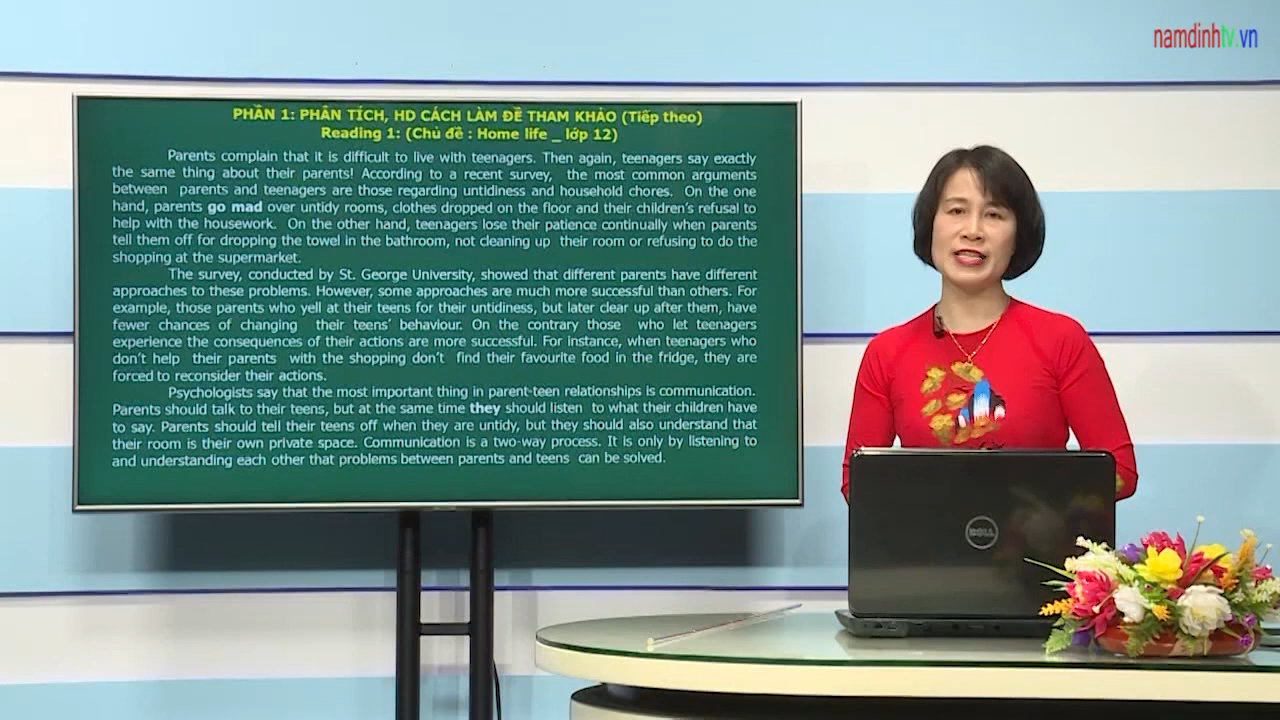 namdinhtv.vn
PHẦN 1: PHÂN TÍCH, HD CÁCH LÀM ĐỀ THAM KHẢO (Tiếp theo)
Reading 1: (Chủ đề : Home life _ lớp 12)
Parents complain that it is difficult to live with teenagers. Then again, teenagers say exactly
the same thing about their parents! According to a recent survey, the most common arguments
between parents and teenagers are those regarding untidiness and household chores. On the one
hand, parents go mad over untidy rooms, clothes dropped on the floor and their children's refusal to
help with the housework. On the other hand, teenagers lose their patience continually when parents
tell them off for dropping the towel in the bathroom, not cleaning up their room or refusing to do the
shopping at the supermarket.
The survey, conducted by St. George University, showed that different parents have different
approaches to these problems. However, some approaches are much more successful than others. For
example, those parents who yell at their teens for their untidiness, but later clear up after them, have
fewer chances of changing their teens' behaviour. On the contrary those who let teenagers
experience the consequences of their actions are more successful. For instance, when teenagers who
don't help their parents with the shopping don't find their favourite food in the fridge, they are
forced to reconsider their actions.
Psychologists say that the most important thing in parent-teen relationships is communication.
Parents should talk to their teens, but at the same time they should listen to what their children have
to say. Parents should tell their teens off when they are untidy, but they should also understand that
their room is their own private space. Communication is a two-way process. It is only by listening to
and understanding each other that problems between parents and teens can be solved.
DELL